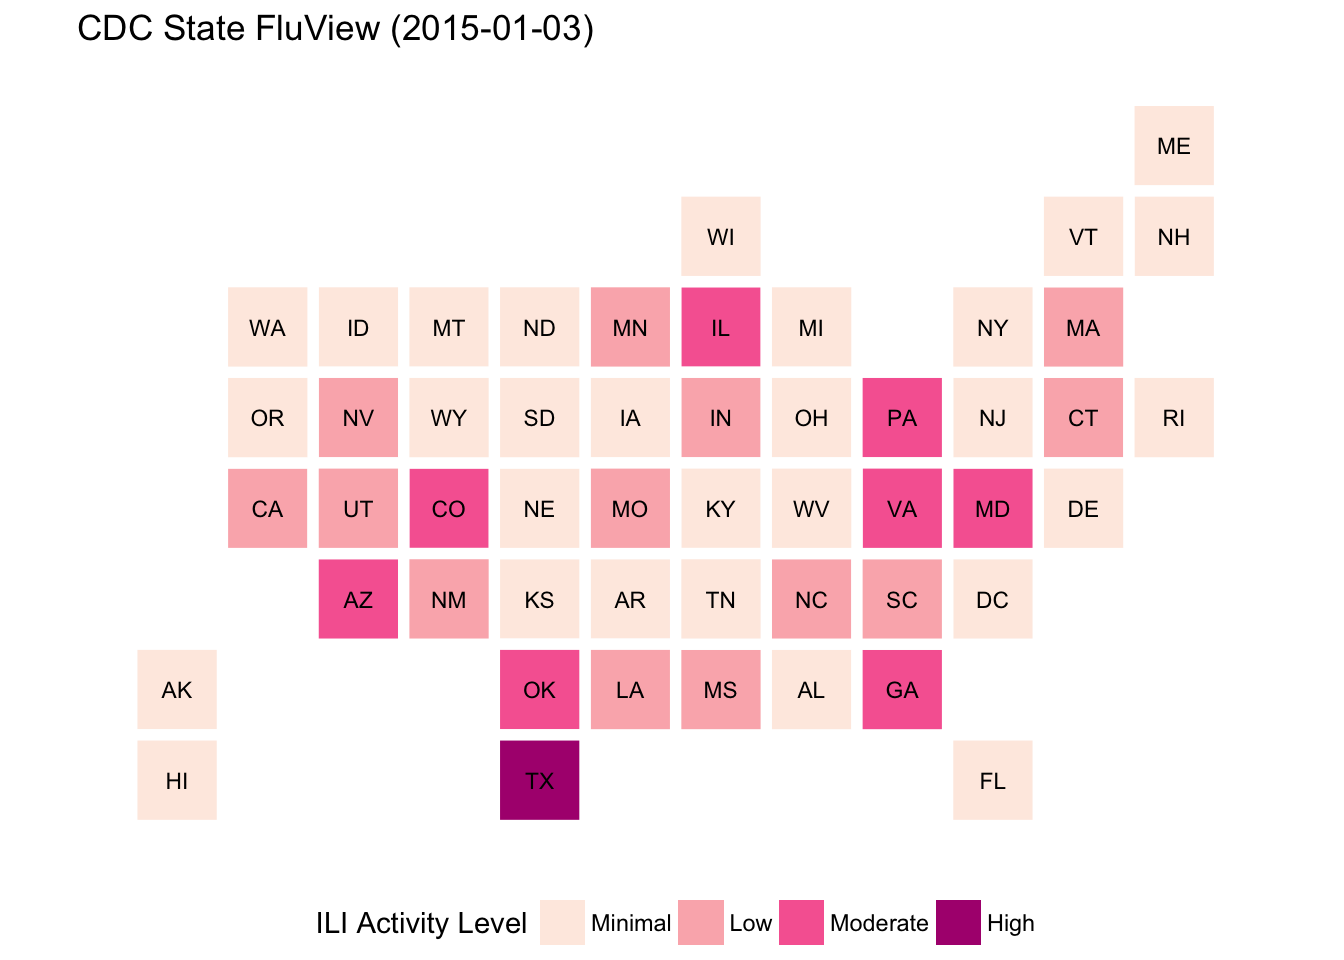 CDC State FluView (2015-01-03)
ME
WI VT NH
WA ID MT ND MN IL MI NY MA
OR NV WY SD IA IN OH PA NJ CT RI
CA UT CO NE MO KY WV VA MD DE
AZ NM KS AR TN NC SC DC
AK OK LA MS AL GA
HI TX FL
ILI Activity Level Minimal Low Moderate High